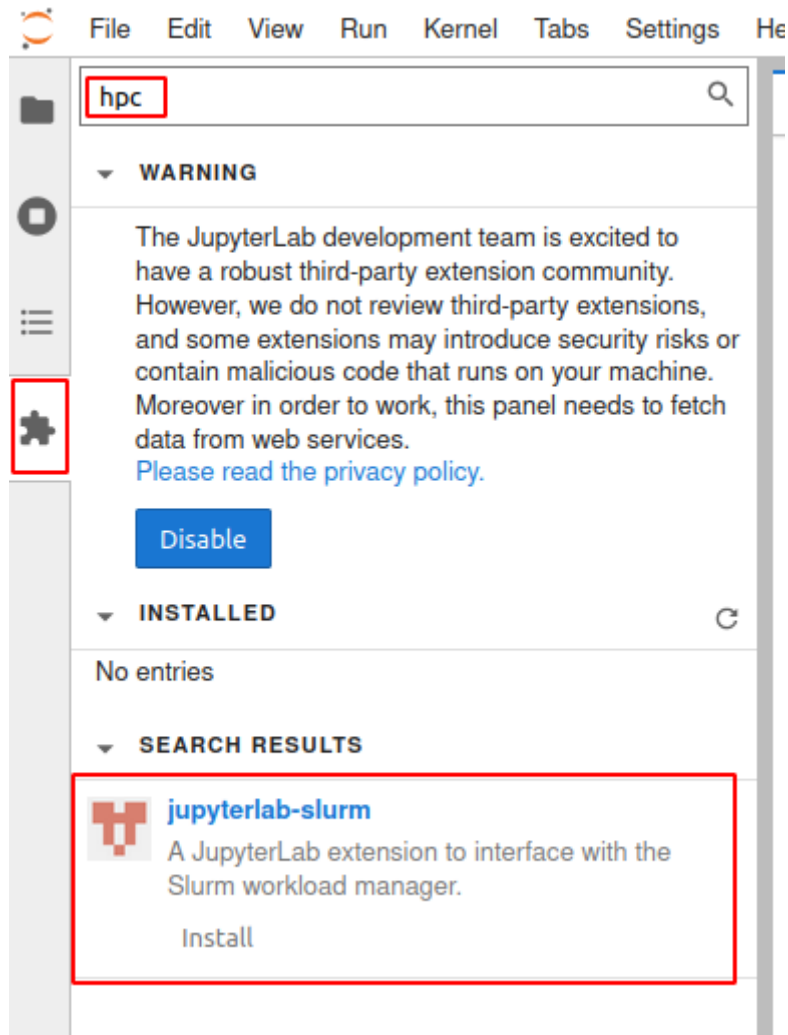 File Edit View Run Kernel Tabs Settings He
hpc
WARNING
The JupyterLab development team is excited to
have a robust third-party extension community.
However, we do not review third-party extensions,
and some extensions may introduce security risks or
contain malicious code that runs on your machine.
Moreover in order to work, this panel needs to fetch
data from web services.
Please read the privacy policy.
Disable
INSTALLED
No entries
SEARCH RESULTS
jupyterlab-slurm
A JupyterLab extension to interface with the
Slurm workload manager.
Install